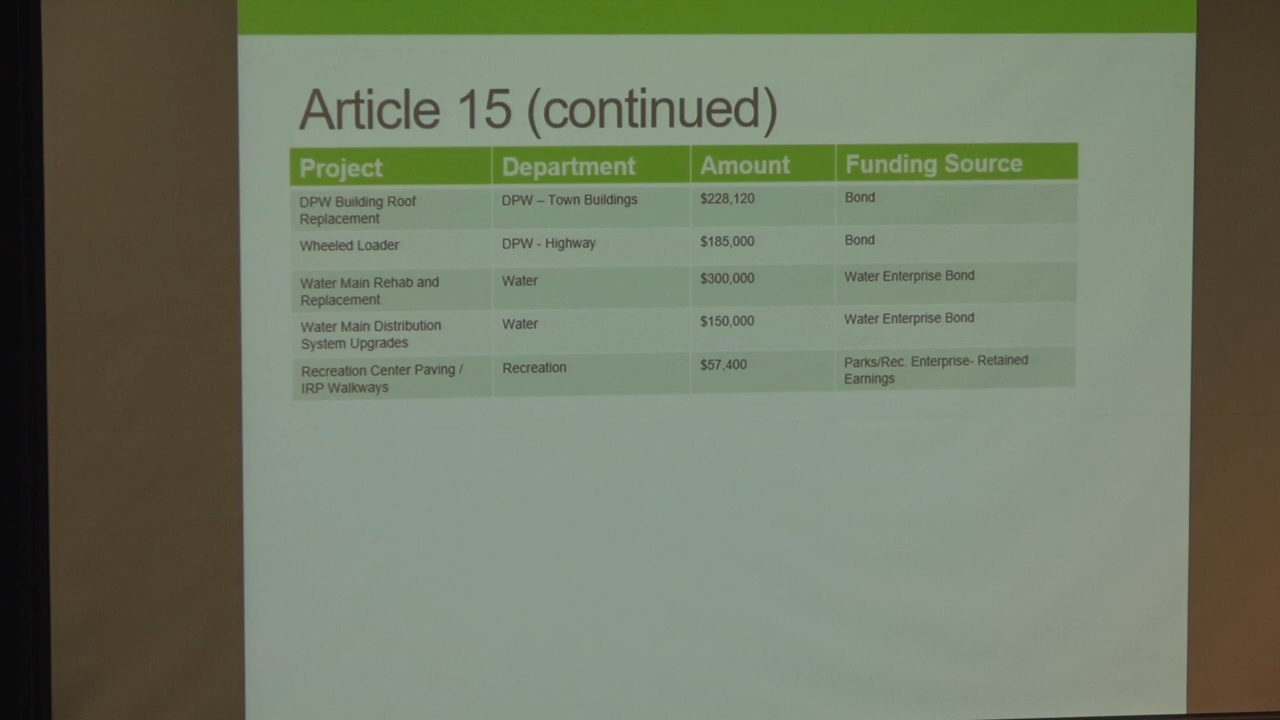 Article 15 (continued)
Project Department Amount Funding Source
DPW Building Roof
Replacement
DPW – Town Buildings
$228,120
Bond
Wheeled Loader
DPW - Highway
$185,000
Bond
Water Main Rehab and
Replacement
Water
$300,000
Water Enterprise Bond
Water Main Distribution
System Upgrades
Water
$150,000
Water Enterprise Bond
Recreation Center Paving /
IRP Walkways
Recreation
$57,400
Parks/Rec. Enterprise- Retained
Earnings